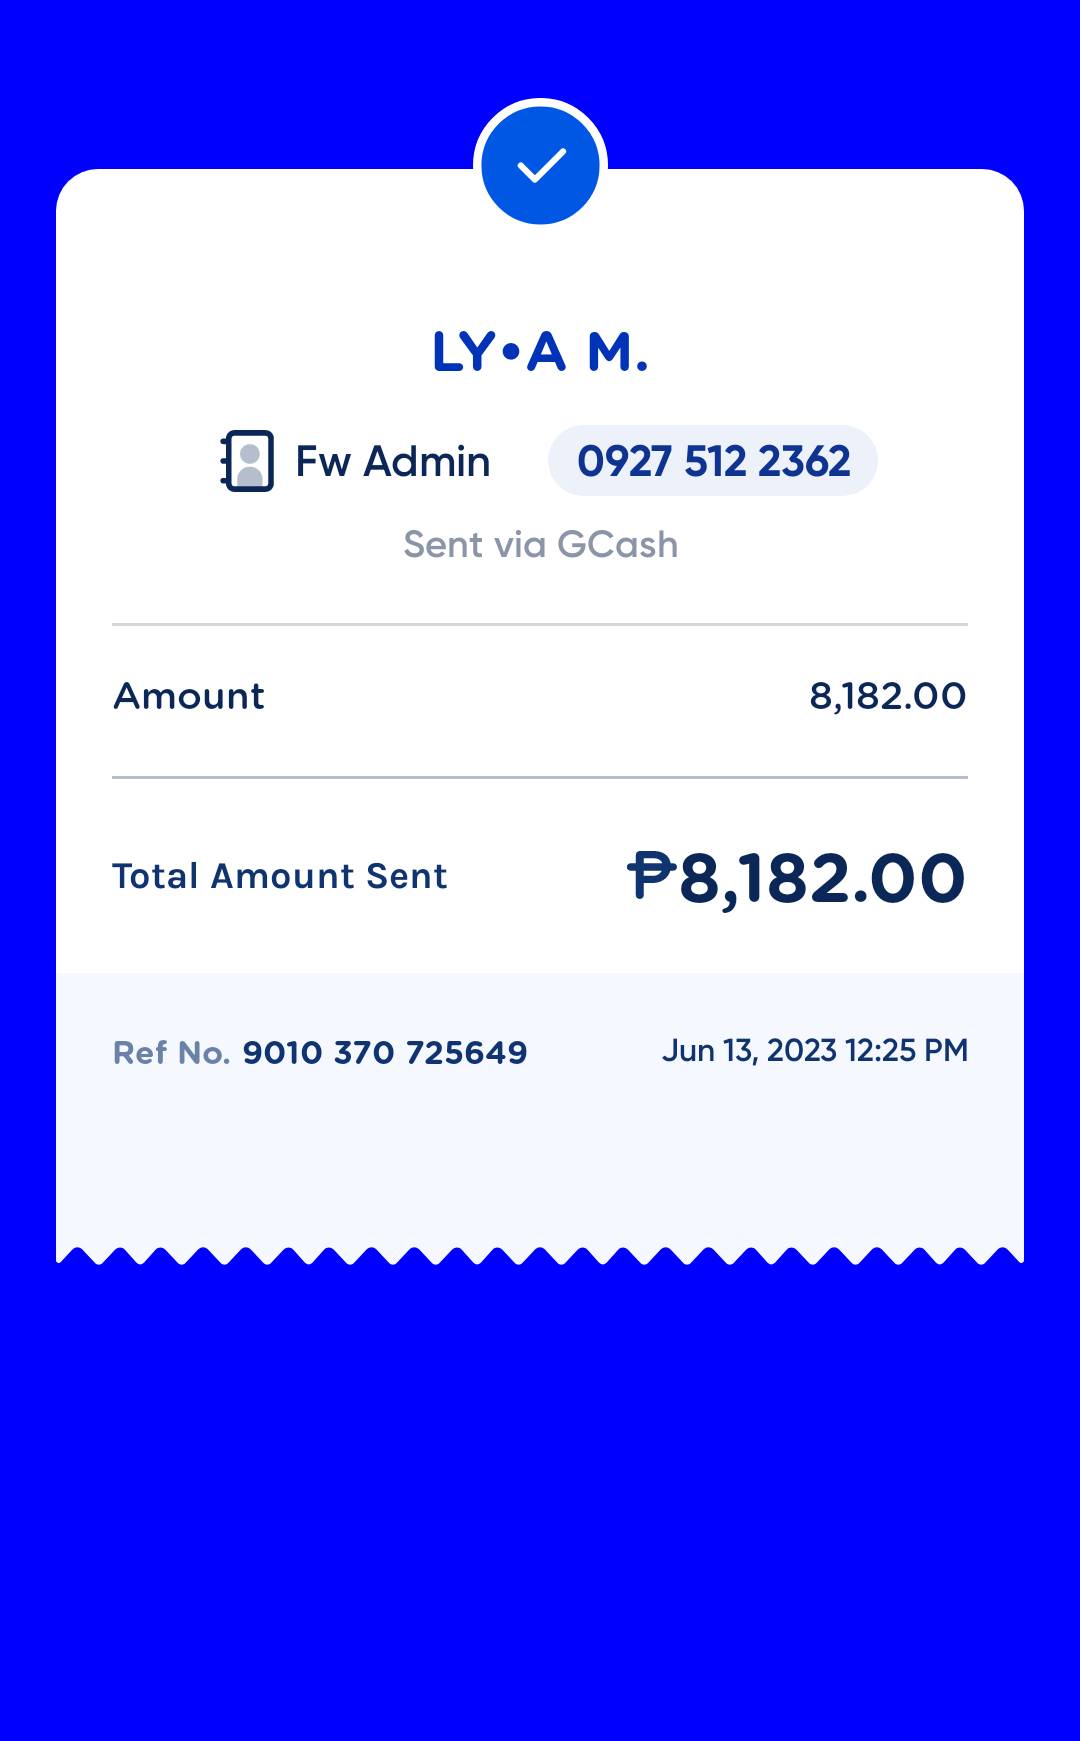 LY•A M.
Fw Admin 0927 512 2362
Sent via GCash
Amount 8,182.00
Total Amount Sent ₱8,182.00
Ref No. 9010 370 725649 Jun 13, 2023 12:25 PM